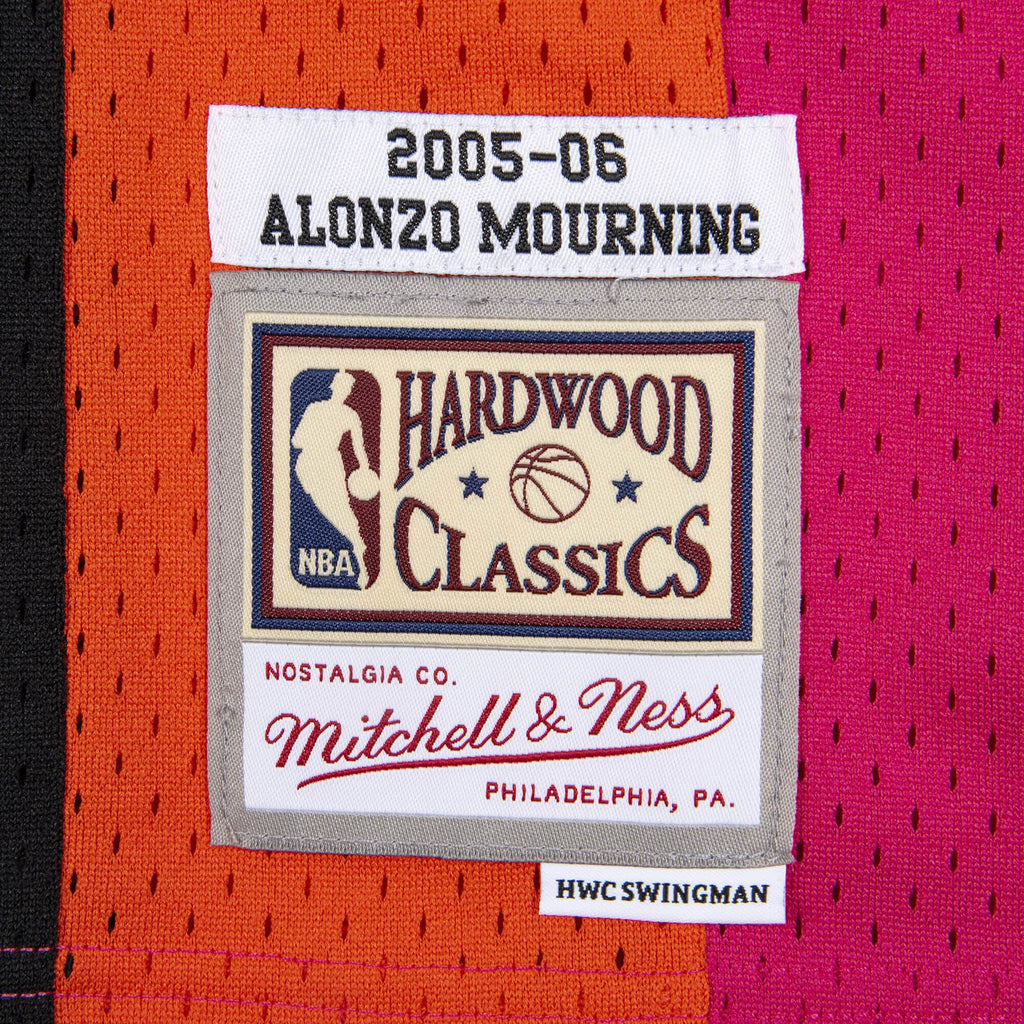 2005-06
ALONZO MOURNING
HARDWOOD
CLASSICS
NBA
NOSTALGIA CO.
Mitchell & Ness
PHILADELPHIA, PA.
HWC SWINGMAN